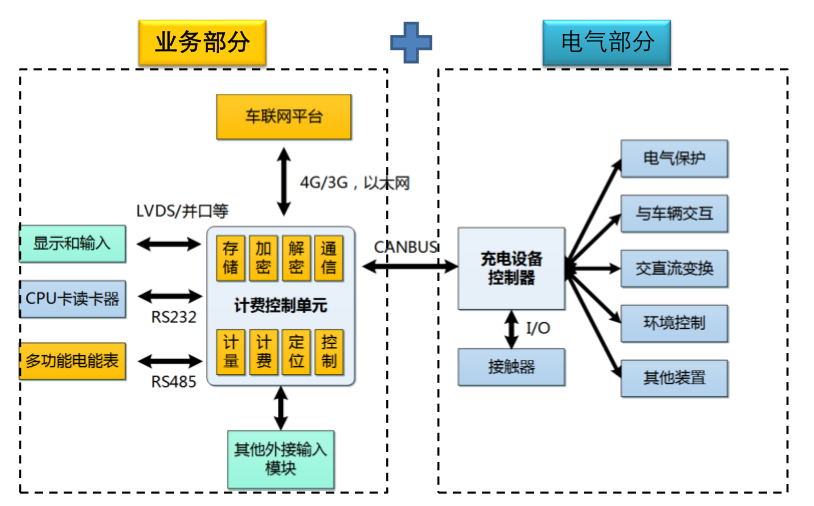 业务部分
电气部分
车联网平台
4G/3G，以太网
LVDS/并口等
显示和输入
CPU卡读卡器
RS232
多功能电能表
RS485
存储
加密
解密
通信
计费控制单元
计量
计费
定位
控制
其他外接输入
模块
CANBUS
充电设备
控制器
I/O
接触器
电气保护
与车辆交互
交直流变换
环境控制
其他装置